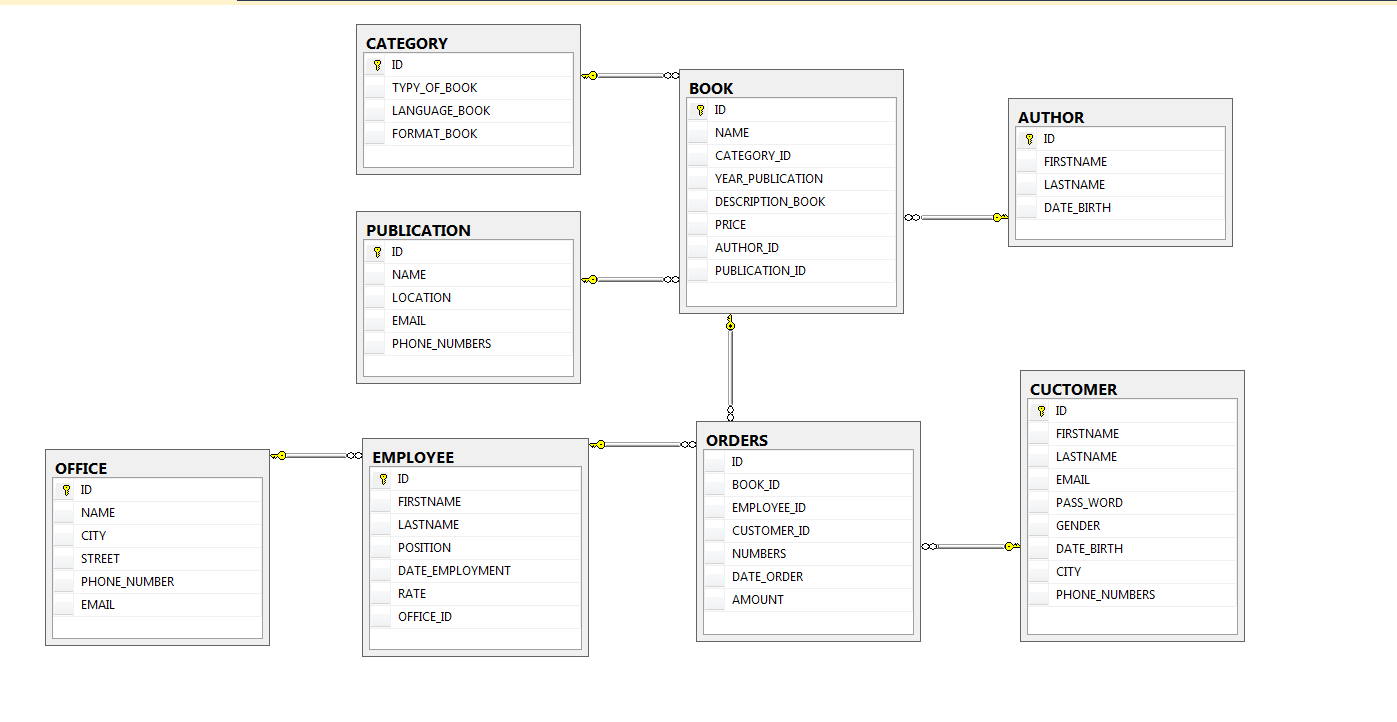 CATEGORY
ID
TYPY_OF_BOOK
LANGUAGE_BOOK
FORMAT_BOOK
PUBLICATION
ID
NAME
LOCATION
EMAIL
PHONE_NUMBERS
BOOK
ID
NAME
CATEGORY_ID
YEAR_PUBLICATION
DESCRIPTION_BOOK
PRICE
AUTHOR_ID
PUBLICATION_ID
AUTHOR
ID
FIRSTNAME
LASTNAME
DATE_BIRTH
OFFICE
ID
NAME
CITY
STREET
PHONE_NUMBER
EMAIL
EMPLOYEE
ID
FIRSTNAME
LASTNAME
POSITION
DATE_EMPLOYMENT
RATE
OFFICE_ID
ORDERS
ID
BOOK_ID
EMPLOYEE_ID
CUSTOMER_ID
NUMBERS
DATE_ORDER
AMOUNT
CUCTOMER
ID
FIRSTNAME
LASTNAME
EMAIL
PASS_WORD
GENDER
DATE_BIRTH
CITY
PHONE_NUMBERS